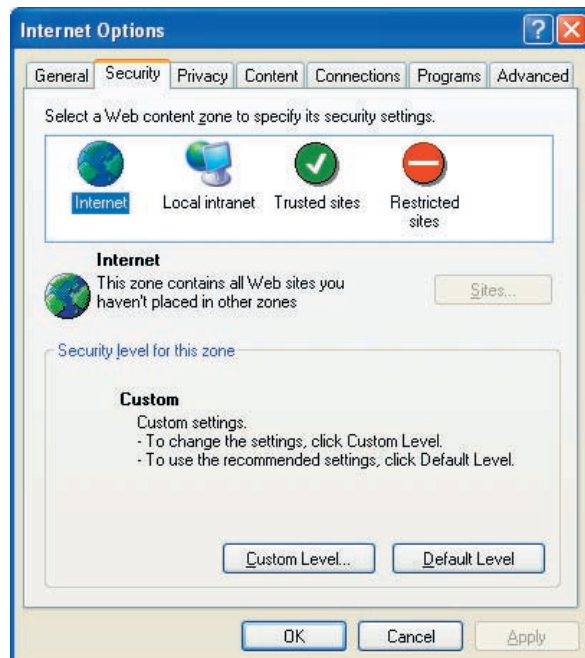 Internet Options
General Security Privacy Content Connections Programs Advanced
Select a Web content zone to specify its security settings.
Internet Local intranet Trusted sites Restricted
sites
Internet
This zone contains all Web sites you
haven't placed in other zones
Sites...
Security level for this zone
Custom
Custom settings.
- To change the settings, click Custom Level.
- To use the recommended settings, click Default Level.
Custom Level... Default Level
OK Cancel Apply